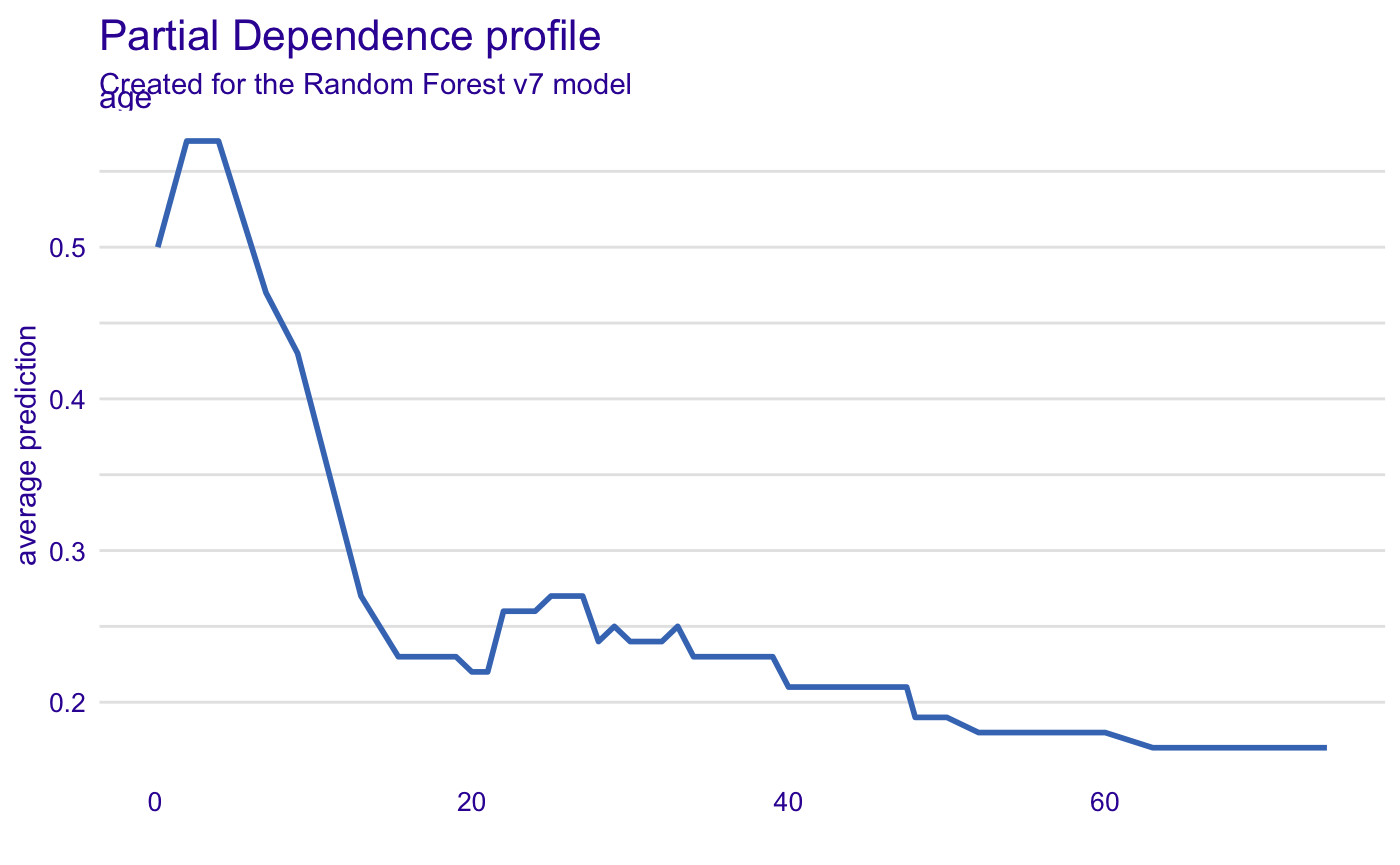 Partial Dependence profile
Created for the Random Forest v7 model
age
average prediction
0.5
0.4
0.3
0.2
0 20 40 60